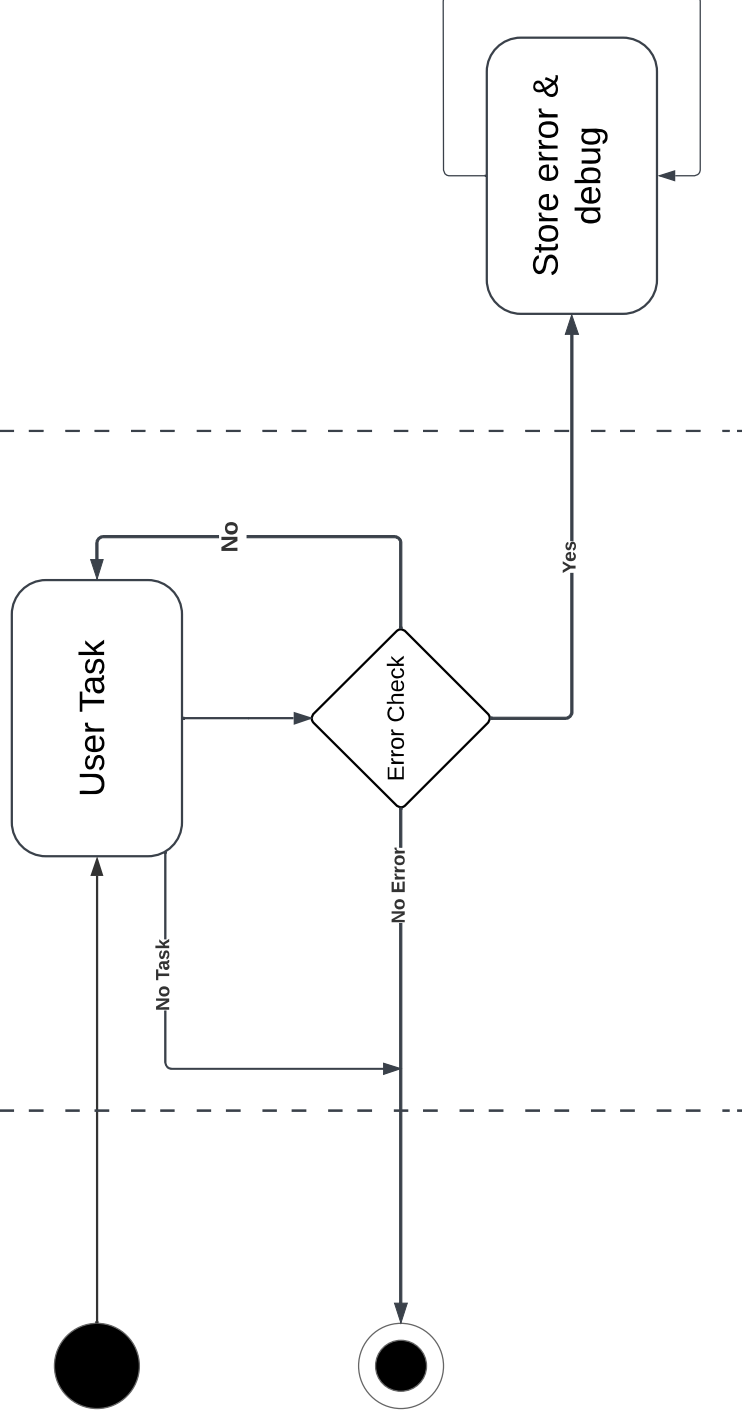 Store error &
debug
No
Yes
User Task
Error Check
No Error
No Task